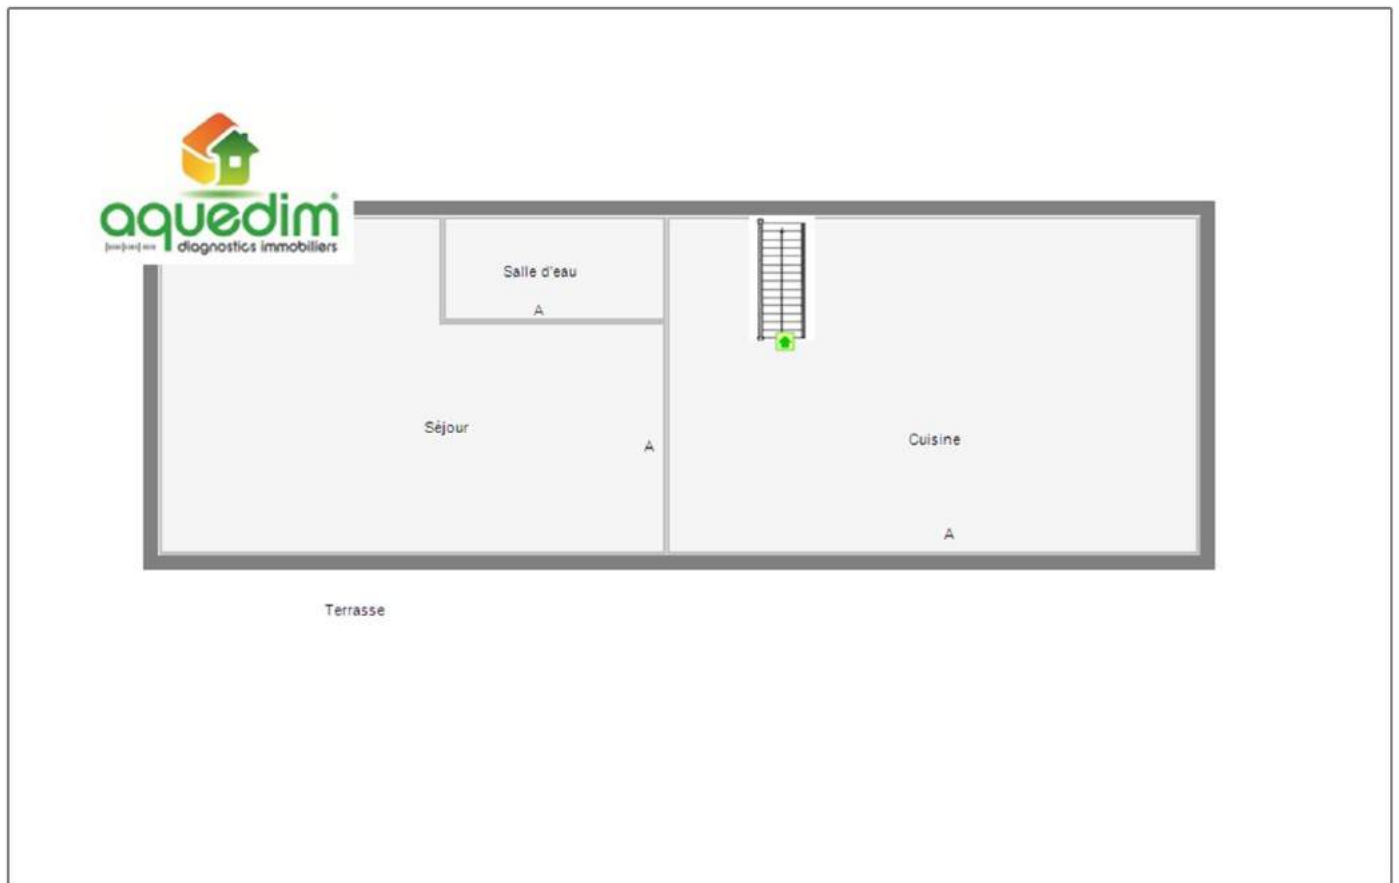 aquedim
diagnostics immobiliers
Salle d'eau
A
Séjour
A
Cuisine
A
Terrasse